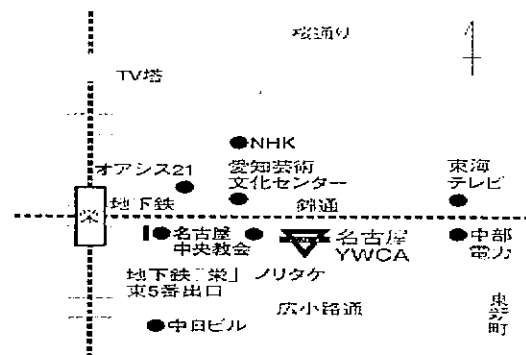 桜通り
TV塔
NHK
オアシス21
愛知芸術
文化センター
東海
テレビ
地下鉄
錦通
栄
名古屋
中央教会
名古屋
YWCA
中部
電力
地下鉄「栄」
東5番出口
ノリタケ
広小路通
中日ビル
東
野
町